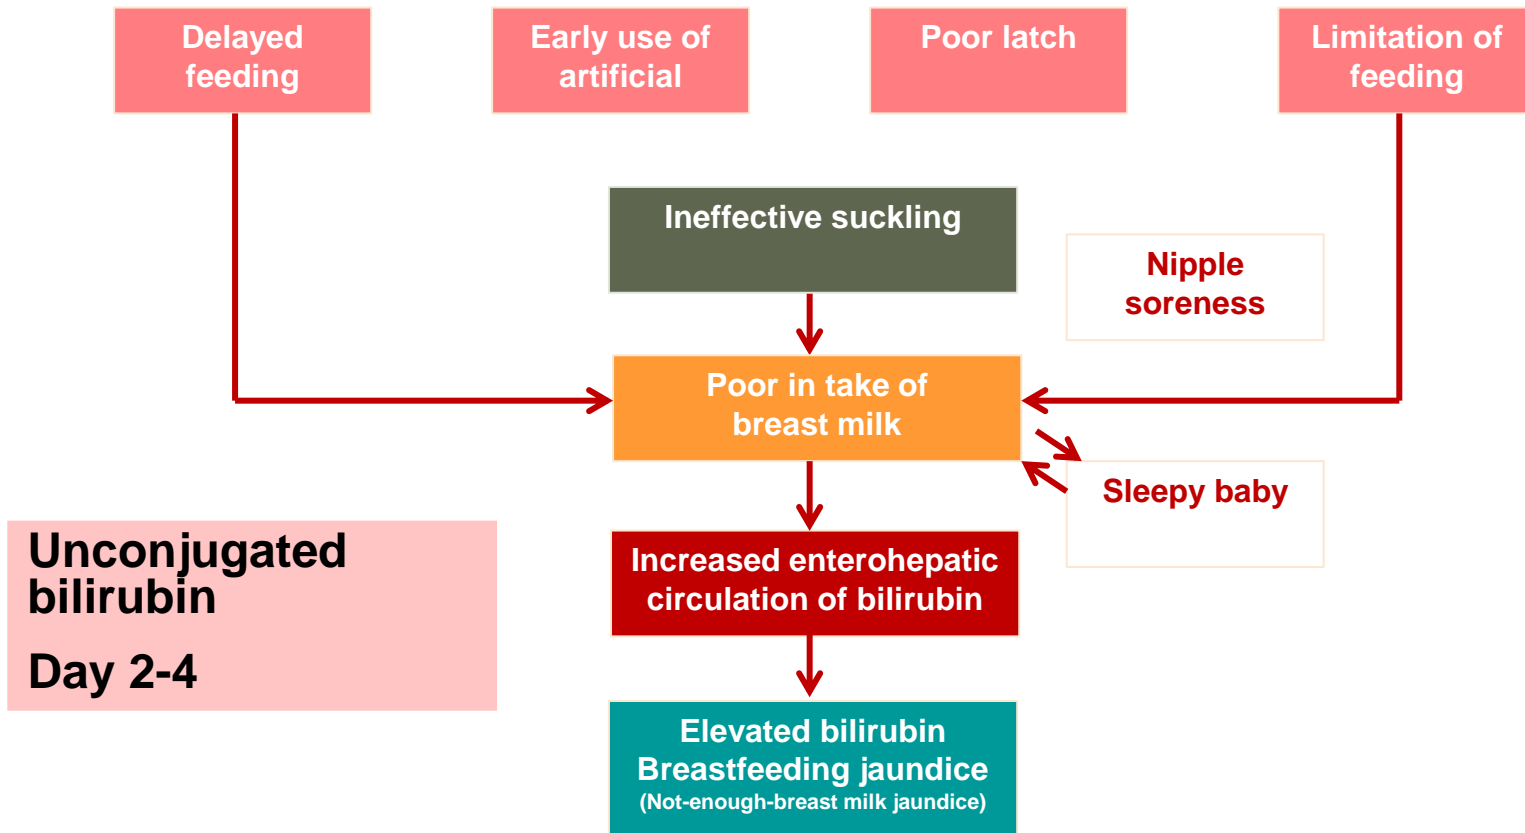 Delayed
feeding
Early use of
artificial
Poor latch
Limitation of
feeding
Ineffective suckling
Nipple
soreness
Poor in take of
breast milk
Sleepy baby
Unconjugated
bilirubin
Day 2-4
Increased enterohepatic
circulation of bilirubin
Elevated bilirubin
Breastfeeding jaundice
(Not-enough-breast milk jaundice)